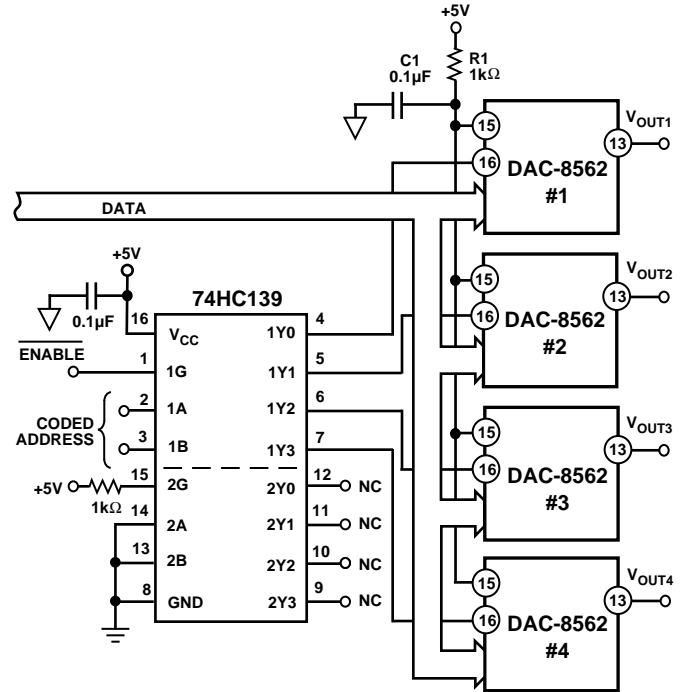 +5V
C1
0.1µF
R1
1kΩ
15
16
DAC-8562
#1
13
VOUT1
DATA
+5V
0.1µF
16
74HC139
VCC
1Y0
4
ENABLE
1
1G
1Y1
5
CODED
ADDRESS
2
1A
1Y2
6
3
1B
1Y3
7
+5V
1kΩ
15
2G
2Y0
12
NC
14
2A
2Y1
11
NC
13
2B
2Y2
10
NC
8
GND
2Y3
9
NC
15
16
DAC-8562
#2
13
VOUT2
15
16
DAC-8562
#3
13
VOUT3
15
16
DAC-8562
#4
13
VOUT4